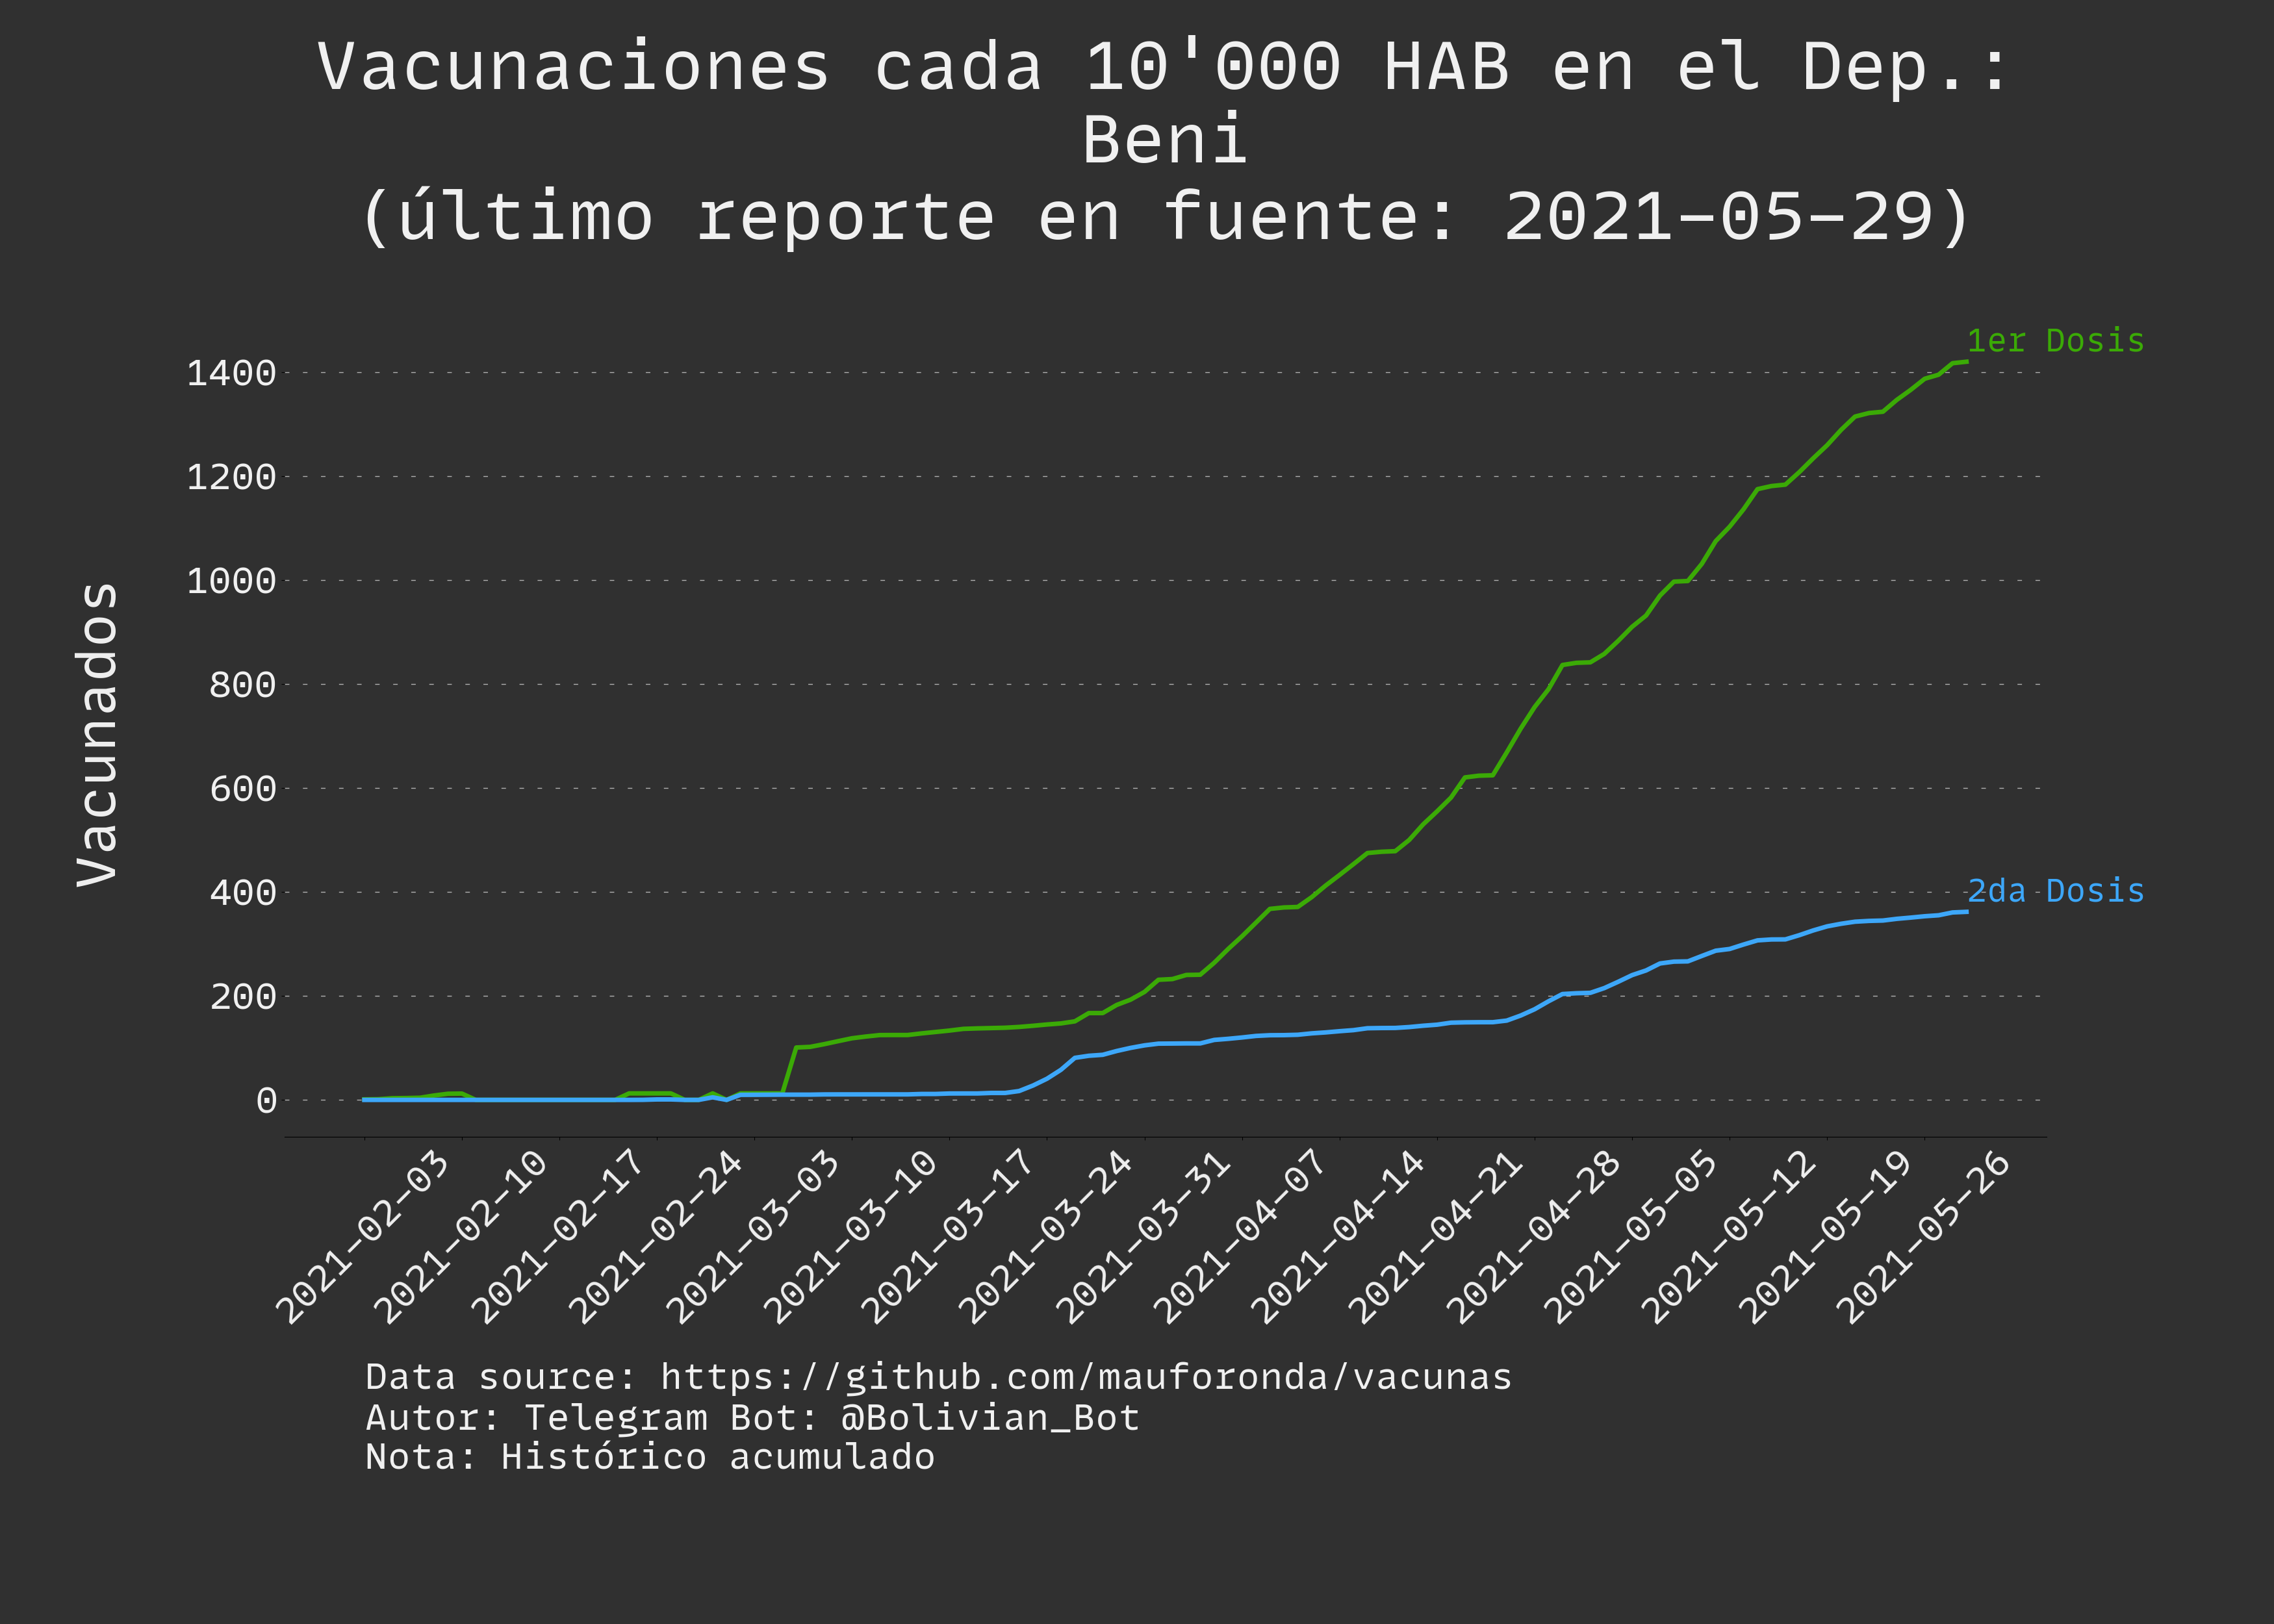 Vacunaciones cada 10'000 HAB en el Dep.:
Beni
(último reporte en fuente: 2021-05-29)
1er Dosis
1400
1200
1000
800
600
400
200
0
Vacunados
2da Dosis
2021-02-03
2021-02-10
2021-02-17
2021-02-24
2021-03-03
2021-03-10
2021-03-17
2021-03-24
2021-03-31
2021-04-07
2021-04-14
2021-04-21
2021-04-28
2021-05-05
2021-05-12
2021-05-19
2021-05-26
Data source: https://github.com/mauforonda/vacunas
Autor: Telegram Bot: @Bolivian_Bot
Nota: Histórico acumulado